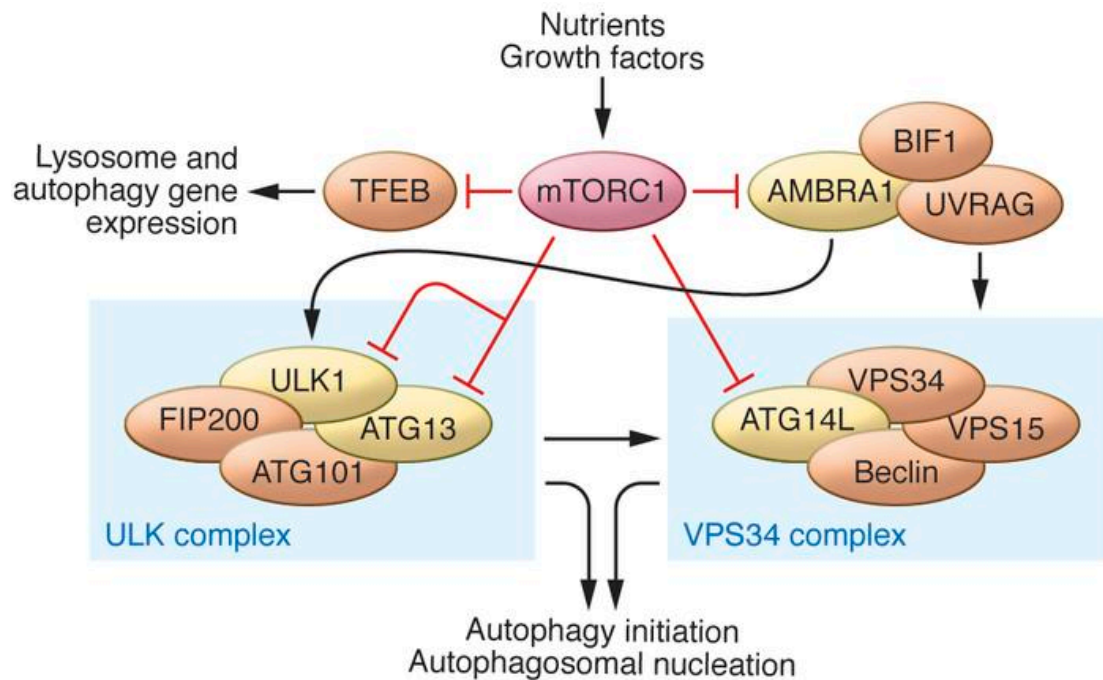 Nutrients
Growth factors
Lysosome and
autophagy gene
expression
TFEB
mTORC1
AMBRA1
BIF1
UVRAG
ULK1
FIP200
ATG13
ATG101
ULK complex
VPS34
ATG14L
VPS15
Beclin
VPS34 complex
Autophagy initiation
Autophagosomal nucleation